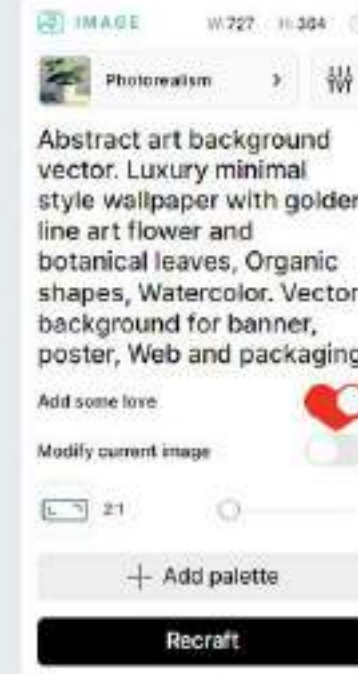 IMAGE W:727 H:364
Photorealism
Abstract art background
vector. Luxury minimal
style wallpaper with golden
line art flower and
botanical leaves, Organic
shapes, Watercolor. Vector
background for banner,
poster, Web and packaging
Add some love
Modify current image
2:1
Add palette
Recraft